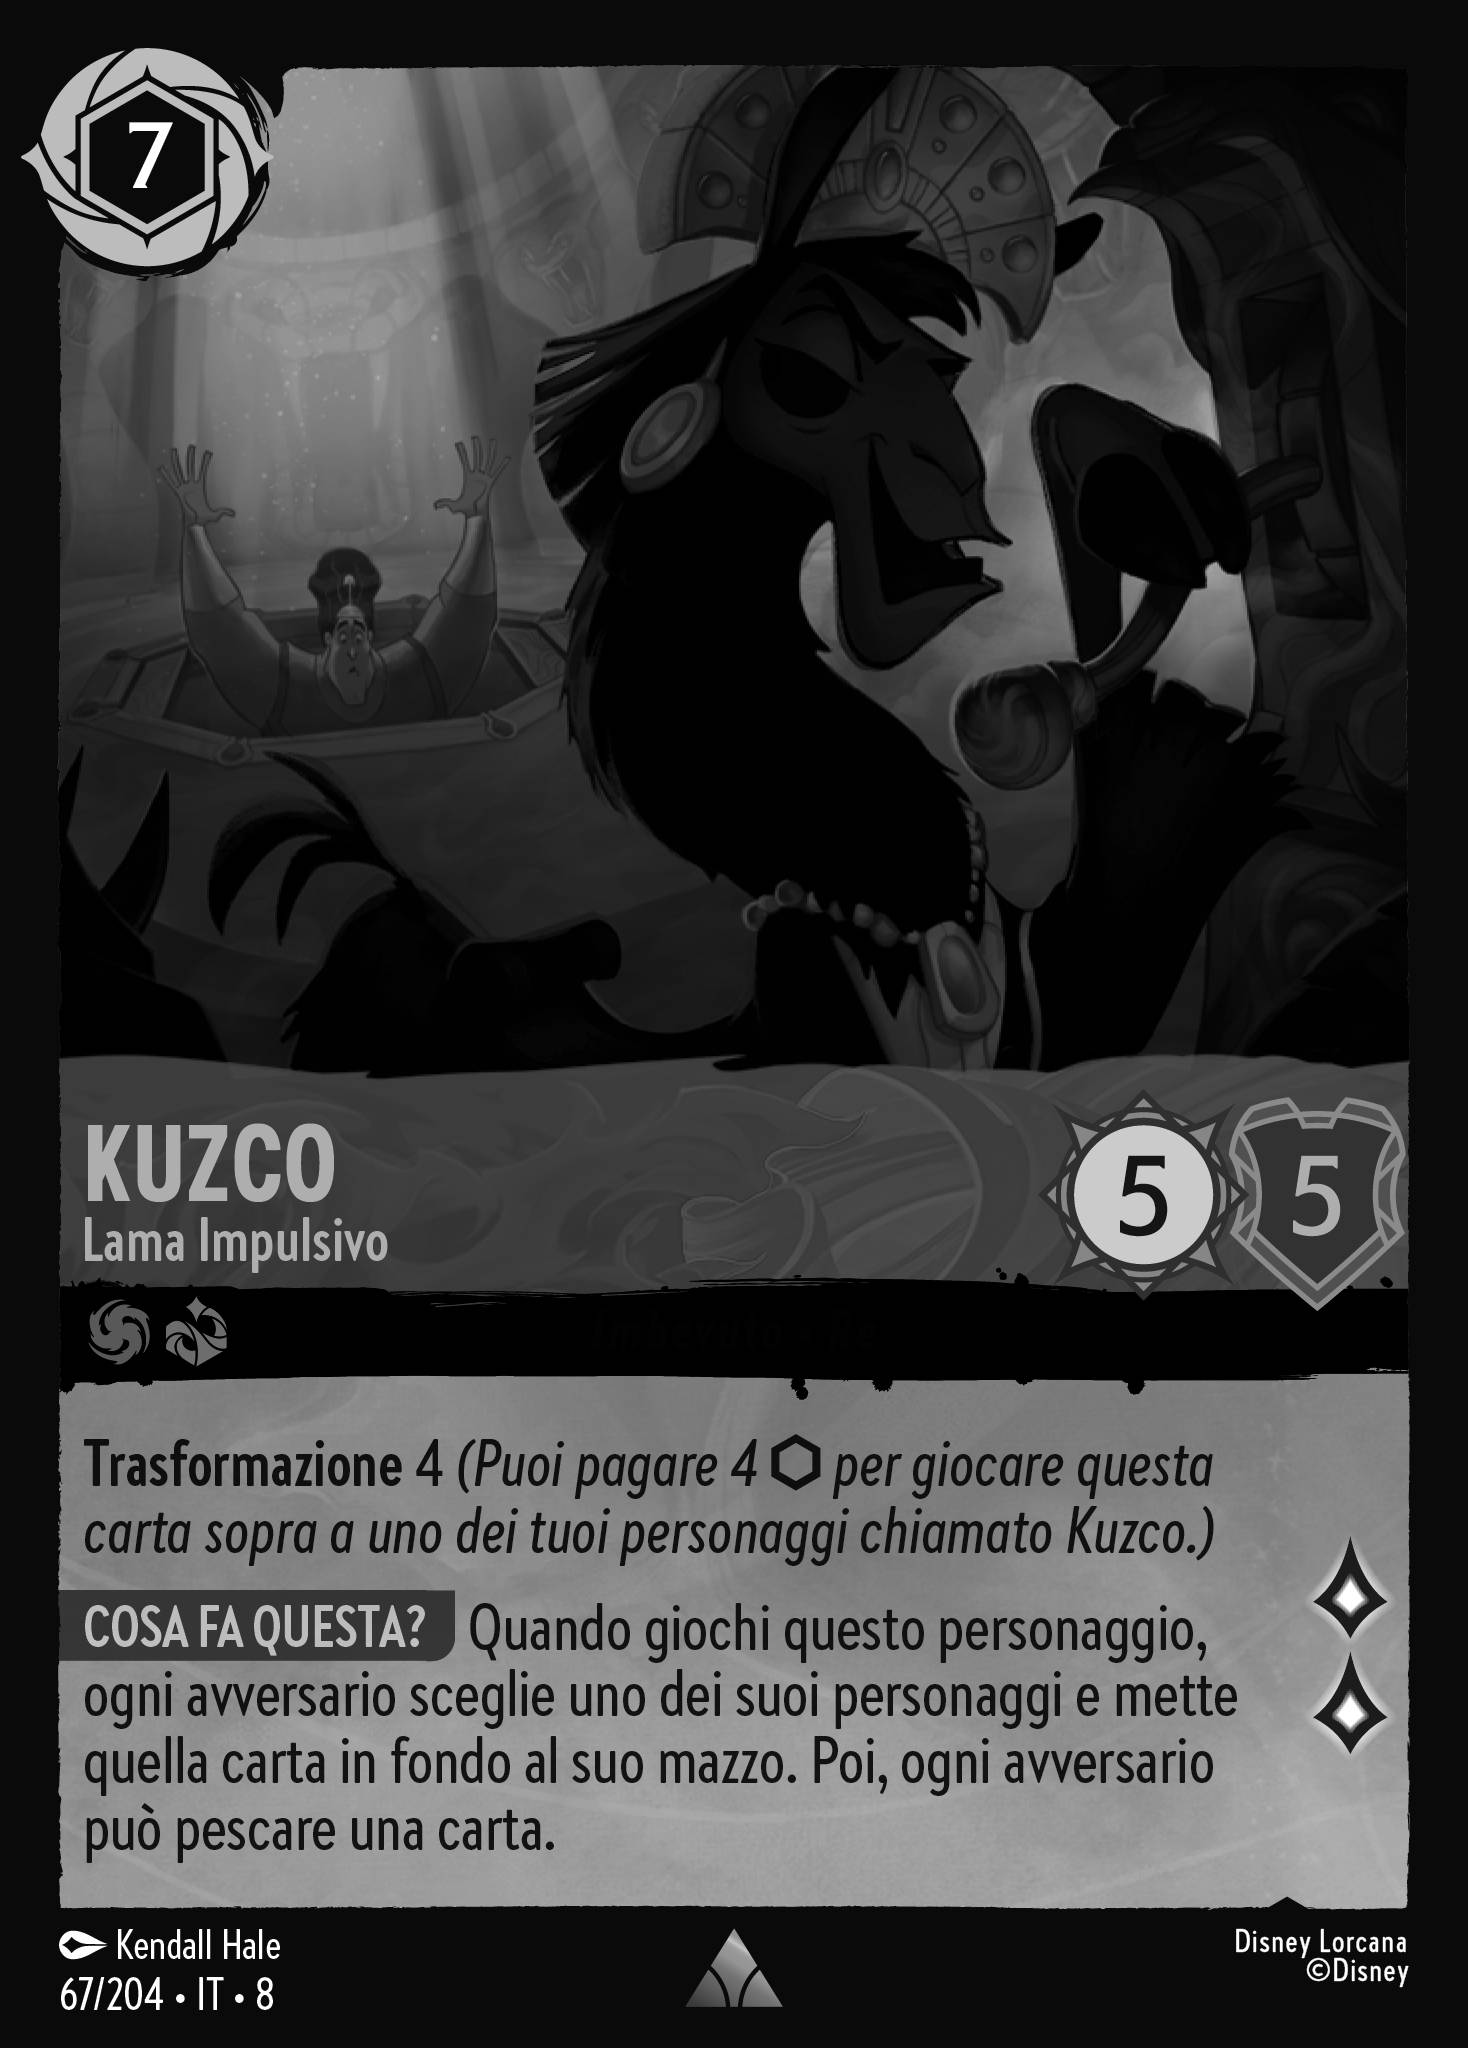 7
KUZCO
Lama Impulsivo
5
5
Imbevuto • Re
Trasformazione 4 (Puoi pagare 4 per giocare questa
carta sopra a uno dei tuoi personaggi chiamato Kuzco.)
COSA FA QUESTA? Quando giochi questo personaggio,
ogni avversario sceglie uno dei suoi personaggi e mette
quella carta in fondo al suo mazzo. Poi, ogni avversario
può pescare una carta.
Kendall Hale
67/204 • IT • 8
Disney Lorcana
©Disney